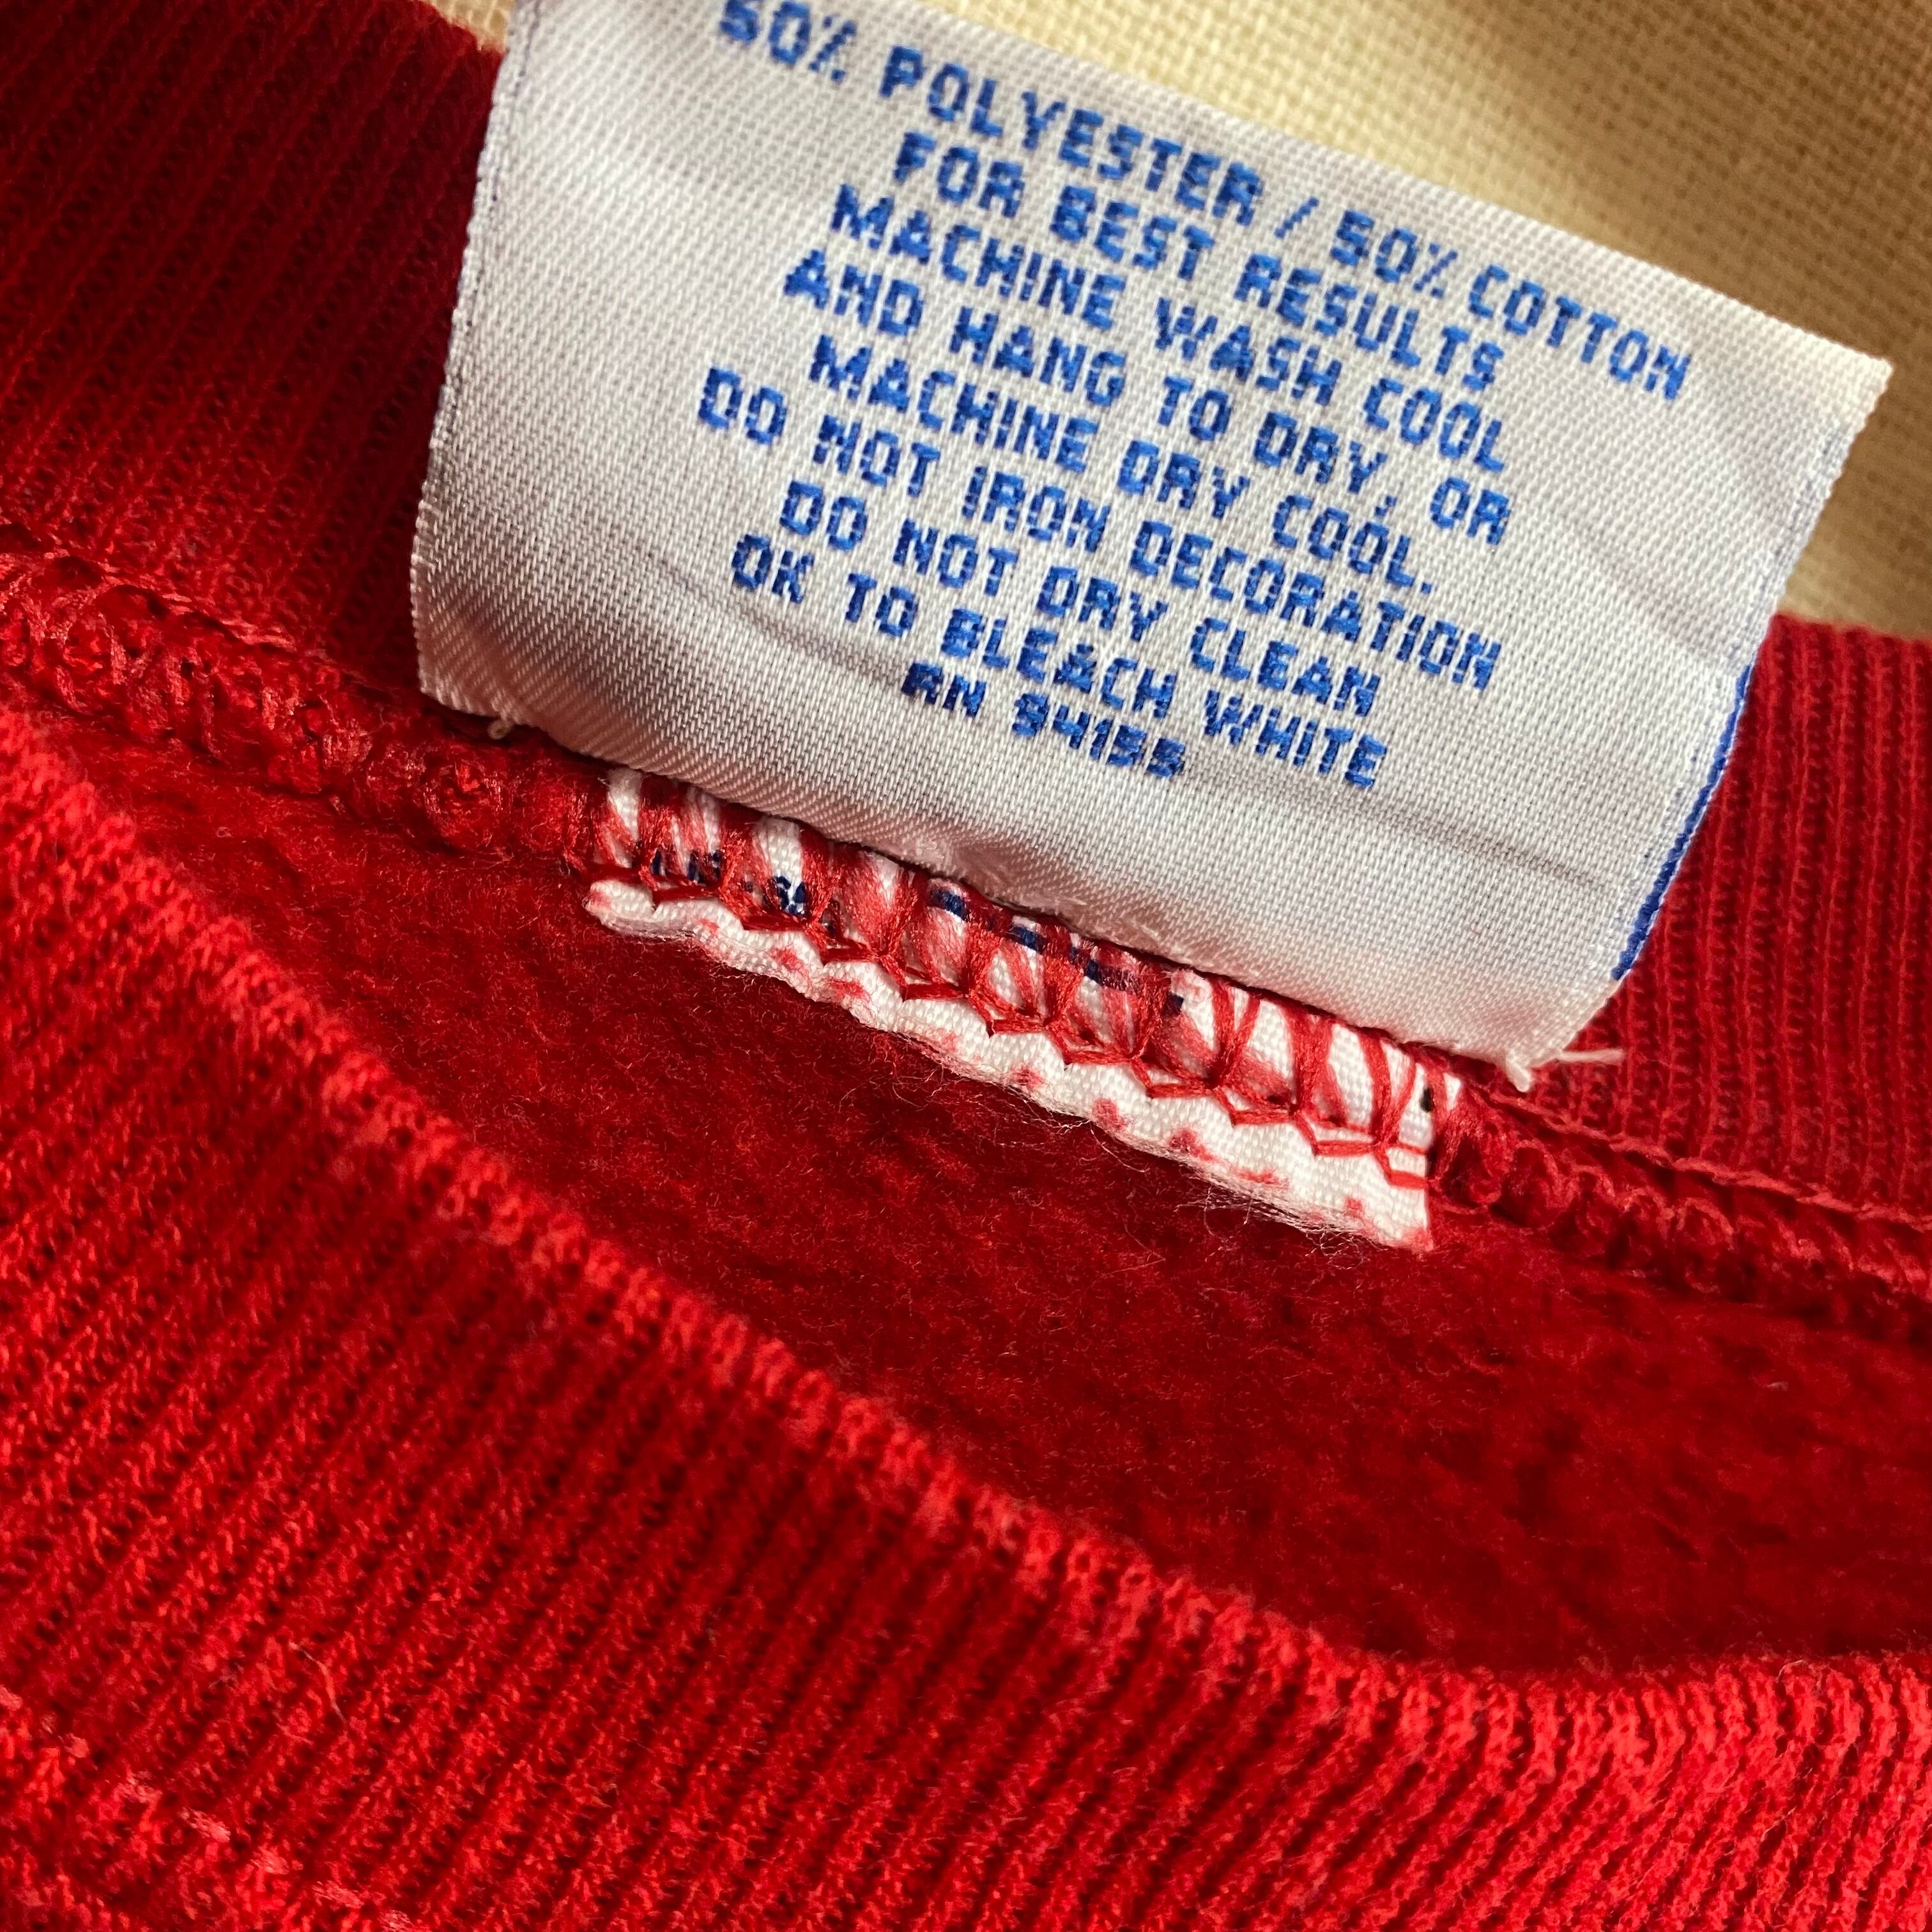 50% POLYESTER / 50% COTTON
FOR BEST RESULTS
MACHINE WASH COOL
AND HANG TO DRY, OR
MACHINE DRY COOL.
DO NOT IRON DECORATION
DO NOT DRY CLEAN
OK TO BLEACH WHITE
RN 94155